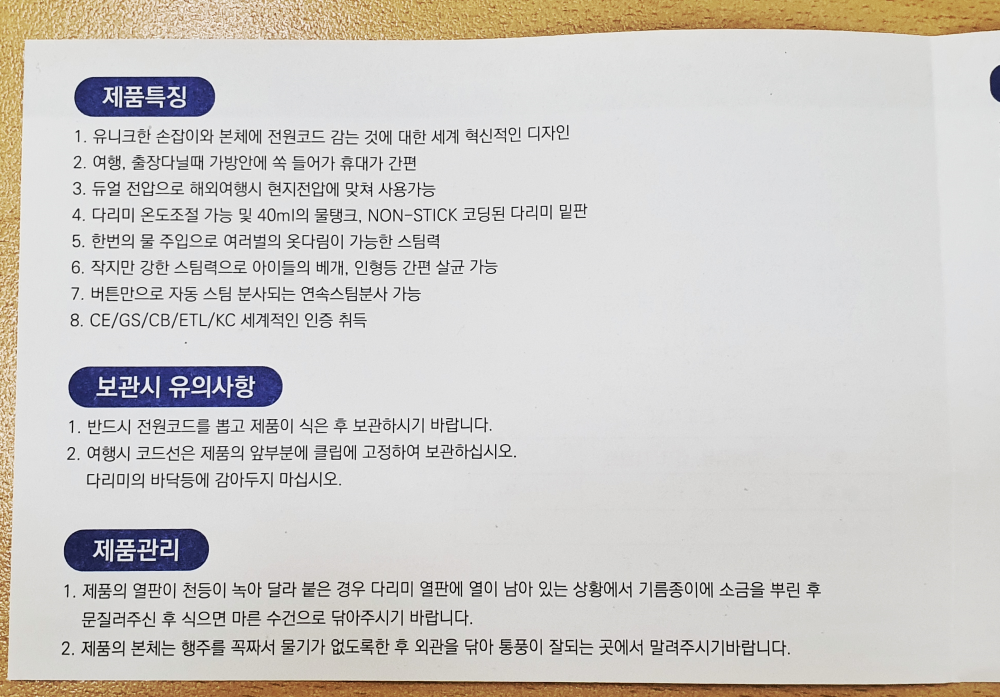 제품특징
1. 유니크한 손잡이와 본체에 전원코드 감는 것에 대한 세계 혁신적인 디자인
2. 여행, 출장다닐때 가방안에 쏙 들어가 휴대가 간편
3. 듀얼 전압으로 해외여행시 현지전압에 맞쳐 사용가능
4. 다리미 온도조절 가능 및 40ml의 물탱크, NON-STICK 코딩된 다리미 밑판
5. 한번의 물 주입으로 여러벌의 옷다림이 가능한 스팀력
6. 작지만 강한 스팀력으로 아이들의 베개, 인형등 간편 살균 가능
7. 버튼만으로 자동 스팀 분사되는 연속스팀분사 가능
8. CE/GS/CB/ETL/KC 세계적인 인증 취득
보관시 유의사항
1. 반드시 전원코드를 뽑고 제품이 식은 후 보관하시기 바랍니다.
2. 여행시 코드선은 제품의 앞부분에 클립에 고정하여 보관하십시오.
다리미의 바닥등에 감아두지 마십시오.
제품관리
1. 제품의 열판이 천등이 녹아 달라 붙은 경우 다리미 열판에 열이 남아 있는 상황에서 기름종이에 소금을 뿌린 후
문질러주신 후 식으면 마른 수건으로 닦아주시기 바랍니다.
2. 제품의 본체는 행주를 꼭짜서 물기가 없도록한 후 외관을 닦아 통풍이 잘되는 곳에서 말려주시기바랍니다.